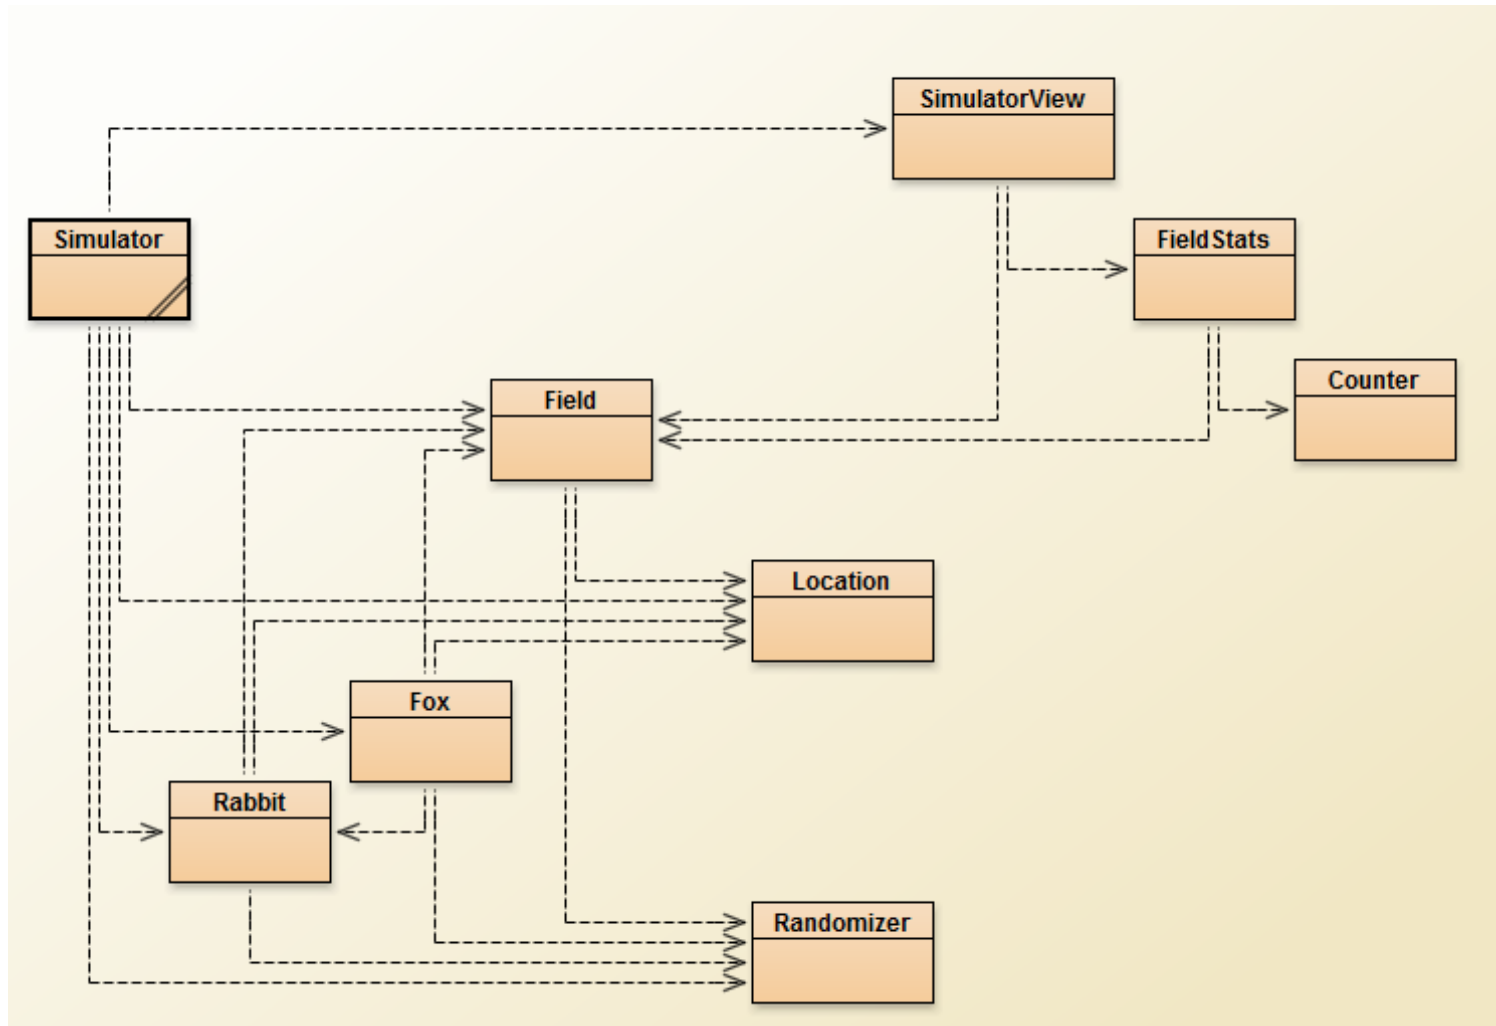 SimulatorView
Simulator
FieldStats
Counter
Field
Location
Fox
Rabbit
Randomizer